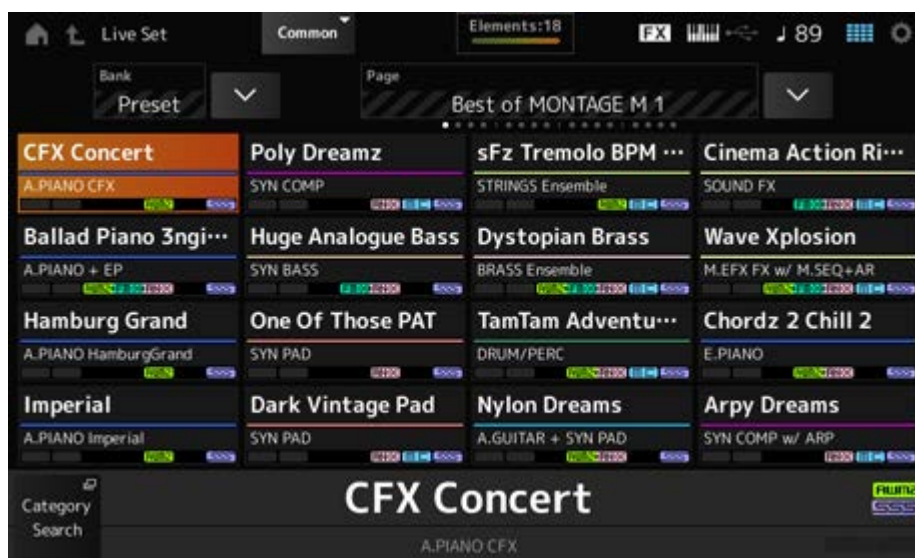 Live Set
Common
Elements:18
FX
89
Bank
Preset
Page
Best of MONTAGE M 1
CFX Concert
Poly Dreamz
sFz Tremolo BPM ···
Cinema Action Ri···
A.PIANO CFX
SYN COMP
STRINGS Ensemble
SOUND FX
Ballad Piano 3ngi···
Huge Analogue Bass
Dystopian Brass
Wave Xplosion
A.PIANO + EP
SYN BASS
BRASS Ensemble
M.EFX FX w/ M.SEQ+AR
Hamburg Grand
One Of Those PAT
TamTam Adventu···
Chordz 2 Chill 2
A.PIANO HamburgGrand
SYN PAD
DRUM/PERC
E.PIANO
Imperial
Dark Vintage Pad
Nylon Dreams
Arpy Dreams
A.PIANO Imperial
SYN PAD
A.GUITAR + SYN PAD
SYN COMP w/ ARP
Category
Search
CFX Concert
AWM2
SSS
A.PIANO CFX